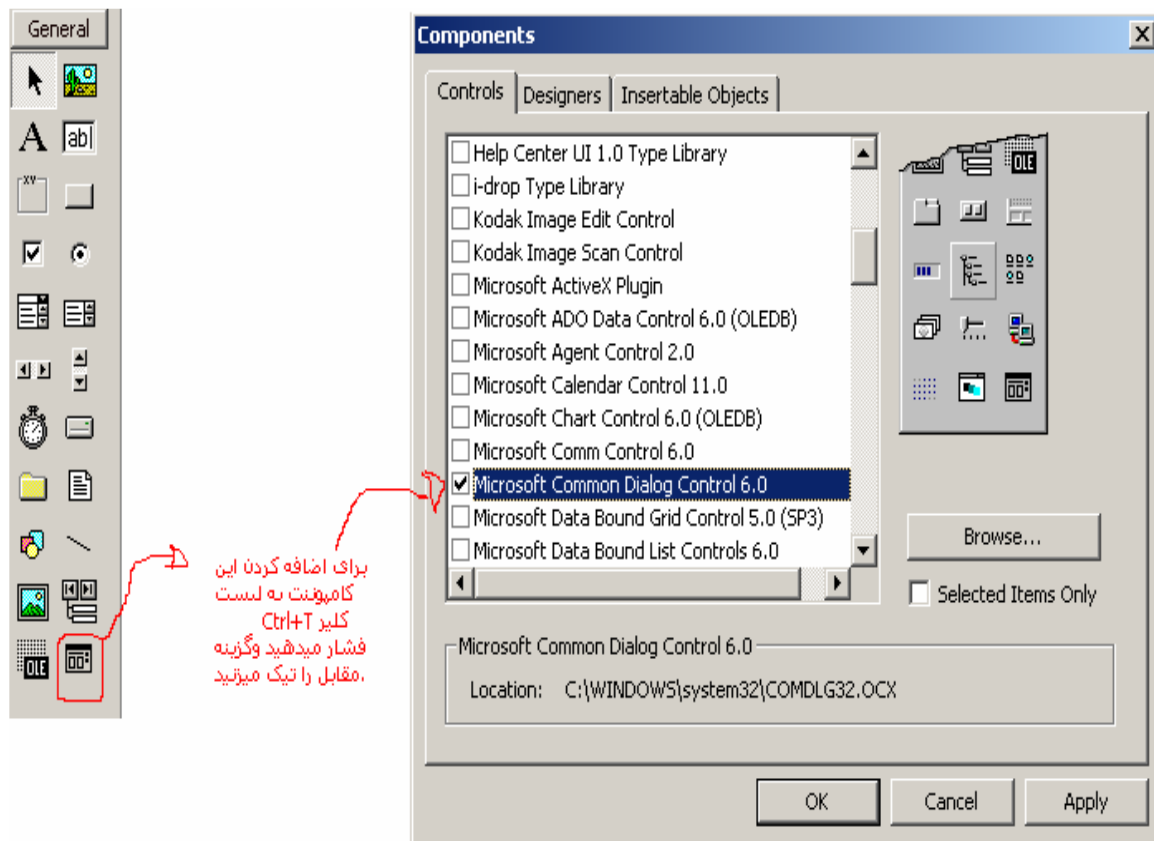 General
A
ab|
xy
OLE
برای اضافه کردن این
کامپوننت به لیست
کلیر Ctrl+T
فشار میدهید وگزینه
مقابل را تیک میزنید.
Components
Controls
Designers
Insertable Objects
Help Center UI 1.0 Type Library
i-drop Type Library
Kodak Image Edit Control
Kodak Image Scan Control
Microsoft ActiveX Plugin
Microsoft ADO Data Control 6.0 (OLEDB)
Microsoft Agent Control 2.0
Microsoft Calendar Control 11.0
Microsoft Chart Control 6.0 (OLEDB)
Microsoft Comm Control 6.0
Microsoft Common Dialog Control 6.0
Microsoft Data Bound Grid Control 5.0 (SP3)
Microsoft Data Bound List Controls 6.0
OLE
Browse...
Selected Items Only
Microsoft Common Dialog Control 6.0
Location: C:\WINDOWS\system32\COMDLG32.OCX
OK
Cancel
Apply